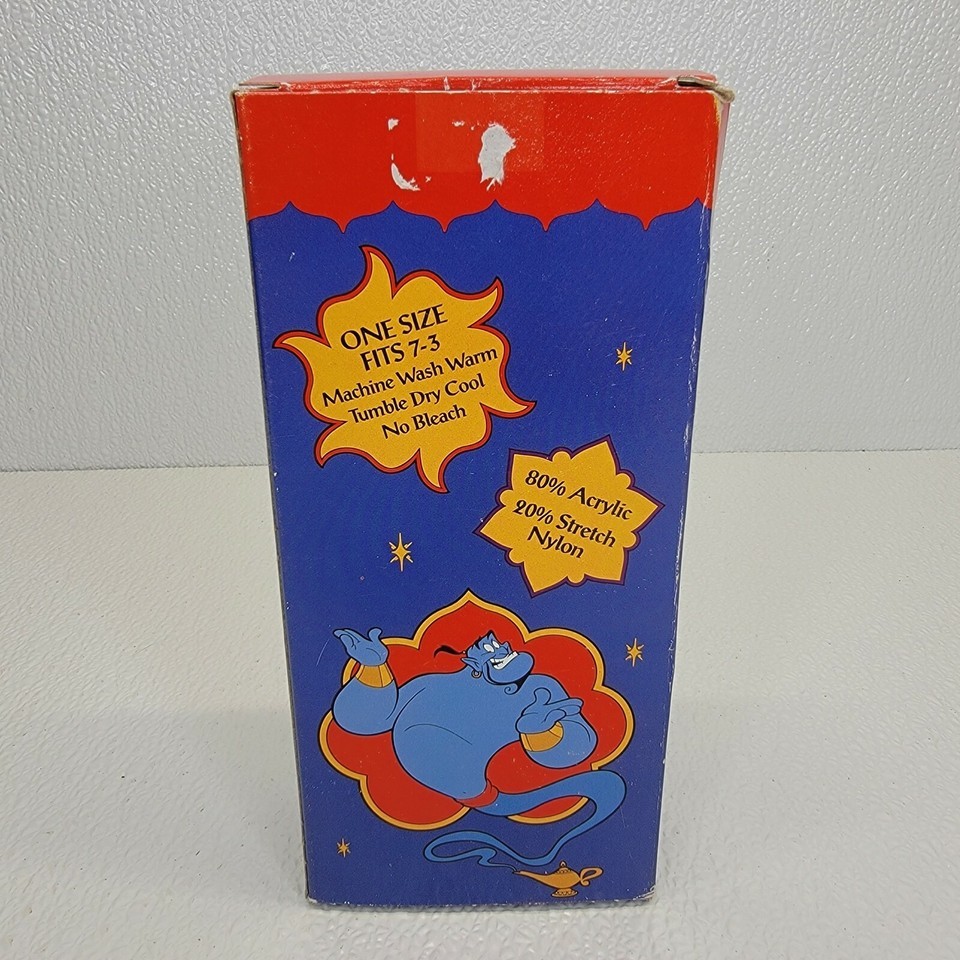 ONE SIZE
FITS 7-3
Machine Wash Warm
Tumble Dry Cool
No Bleach
80% Acrylic
20% Stretch
Nylon